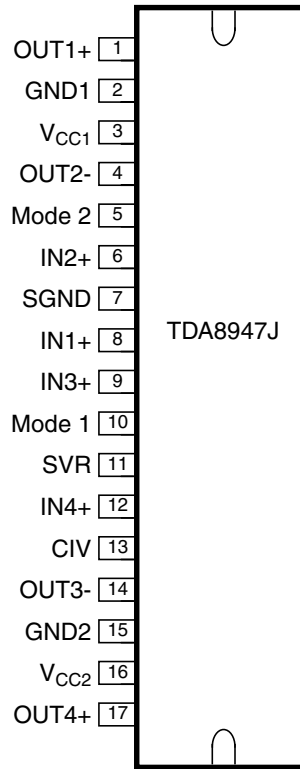 OUT1+ 1
GND1 2
VCC1 3
OUT2- 4
Mode 2 5
IN2+ 6
SGND 7
IN1+ 8
TDA8947J
IN3+ 9
Mode 1 10
SVR 11
IN4+ 12
CIV 13
OUT3- 14
GND2 15
VCC2 16
OUT4+ 17